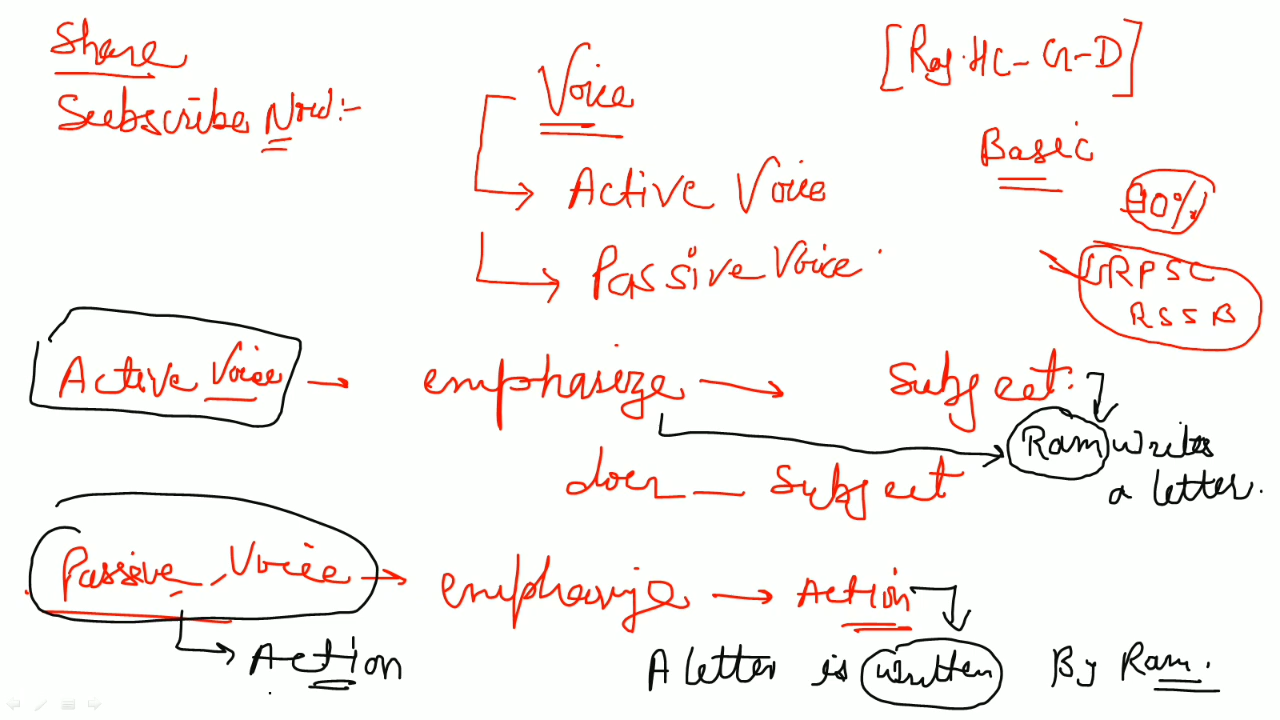 Share
Subscribe Now:-
Voice
[Raj.HC-Gr-D]
Basic
Active Voice
90%
Passive Voice
RPSC
RSSB
Active Voice → emphasize → Subject.
Ram writes
a letter.
doer — Subject
Passive Voice → emphasize → Action
Action
A letter is written By Ram.